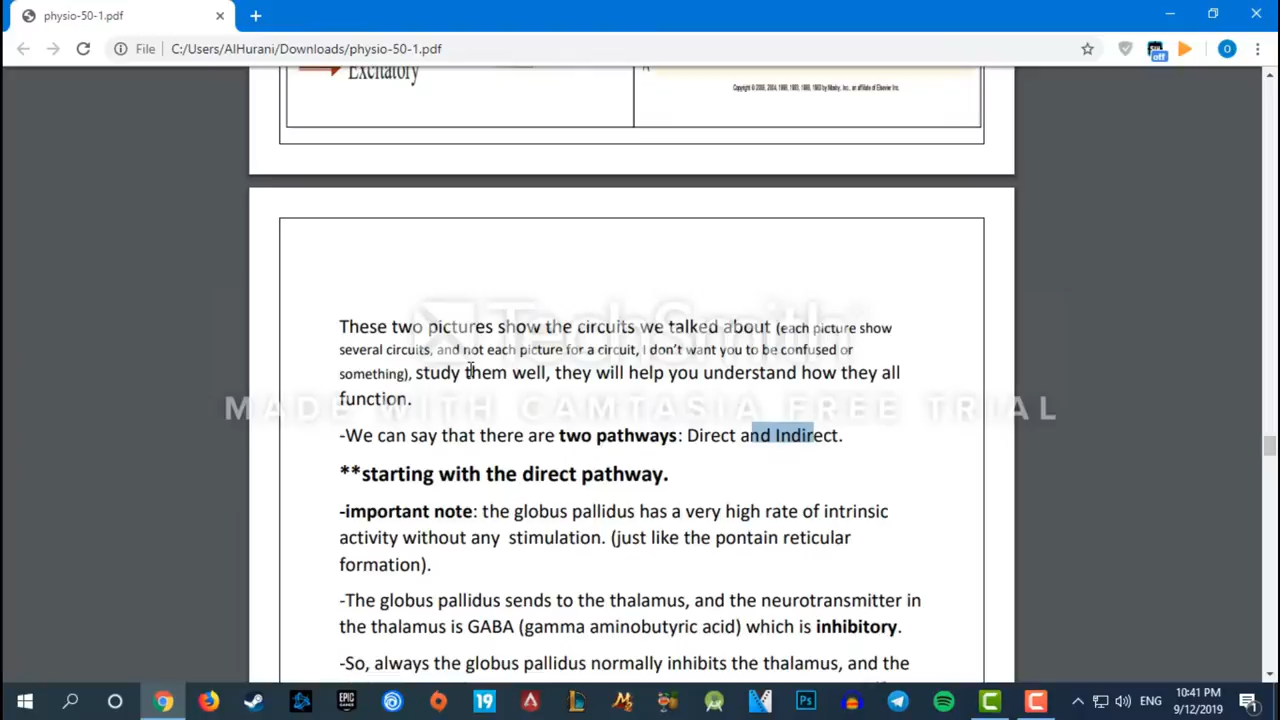 physio-50-1.pdf
File C:/Users/AlHurani/Downloads/physio-50-1.pdf
off
O
Excitatory
These two pictures show the circuits we talked about (each picture show
several circuits, and not each picture for a circuit, I don't want you to be confused or
something), study them well, they will help you understand how they all
function.
TechSmith
MADE WITH CAMTASIA FREE TRIAL
-We can say that there are two pathways: Direct and Indirect.
**starting with the direct pathway.
-important note: the globus pallidus has a very high rate of intrinsic
activity without any stimulation. (just like the pontain reticular
formation).
-The globus pallidus sends to the thalamus, and the neurotransmitter in
the thalamus is GABA (gamma aminobutyric acid) which is inhibitory.
-So, always the globus pallidus normally inhibits the thalamus, and the
EPIC
GAMES
19
Ps
ENG
10:41 PM
9/12/2019